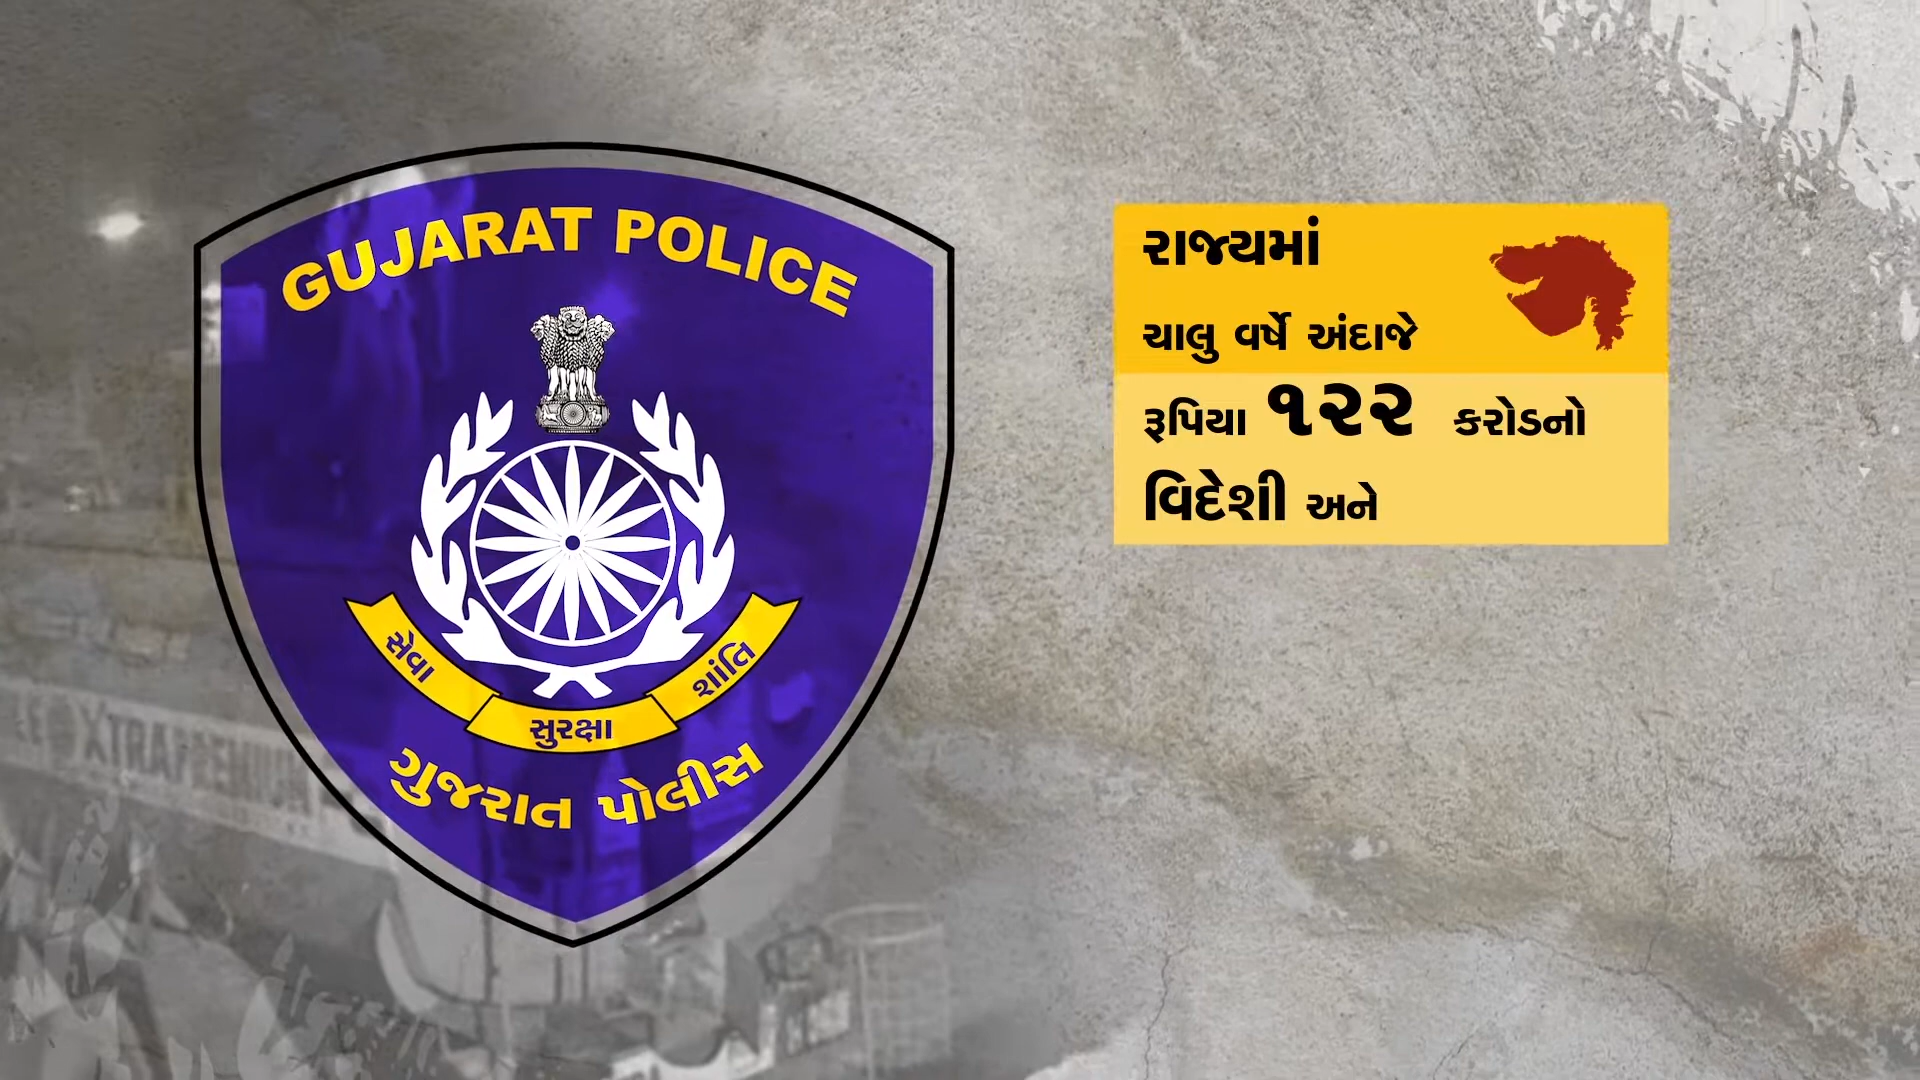 GUJARAT POLICE
સેવા
સુરક્ષા
શાંતિ
ગુજરાત પોલીસ
રાજ્યમાં
ચાલુ વર્ષે અંદાજે
રૂપિયા ૧૨૨ કરોડનો
વિદેશી અને